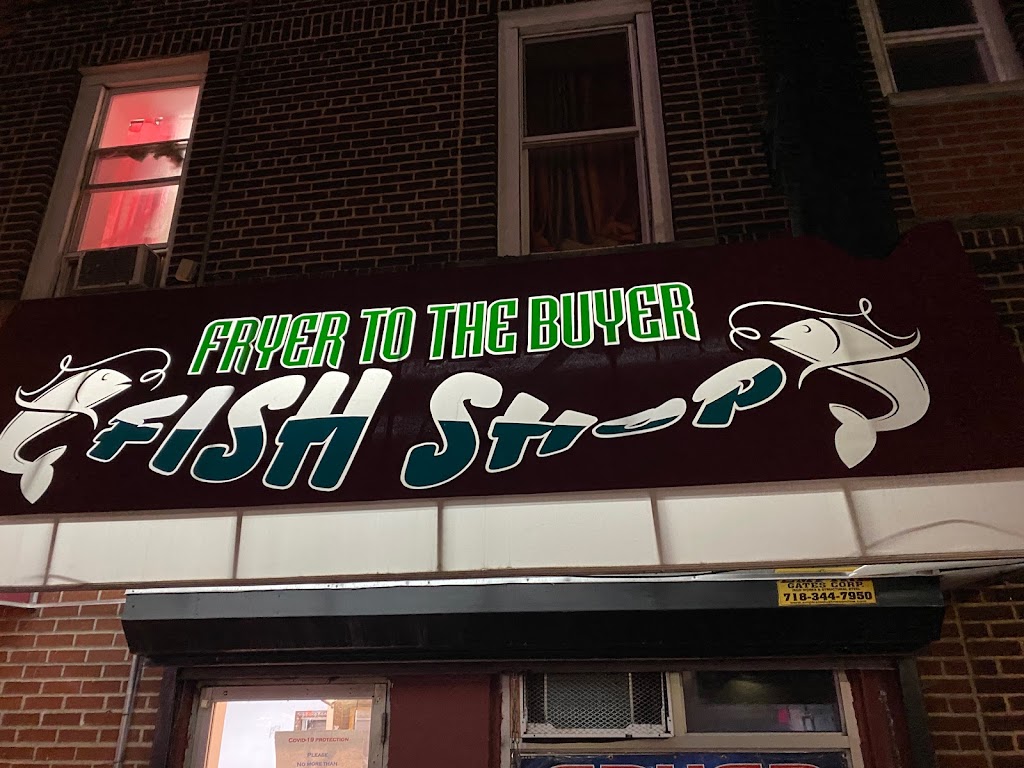 FRYER TO THE BUYER
FISH SHOP
GATES CORP
718-344-7950
COVID-19 PROTECTION
PLEASE
NO MORE THAN